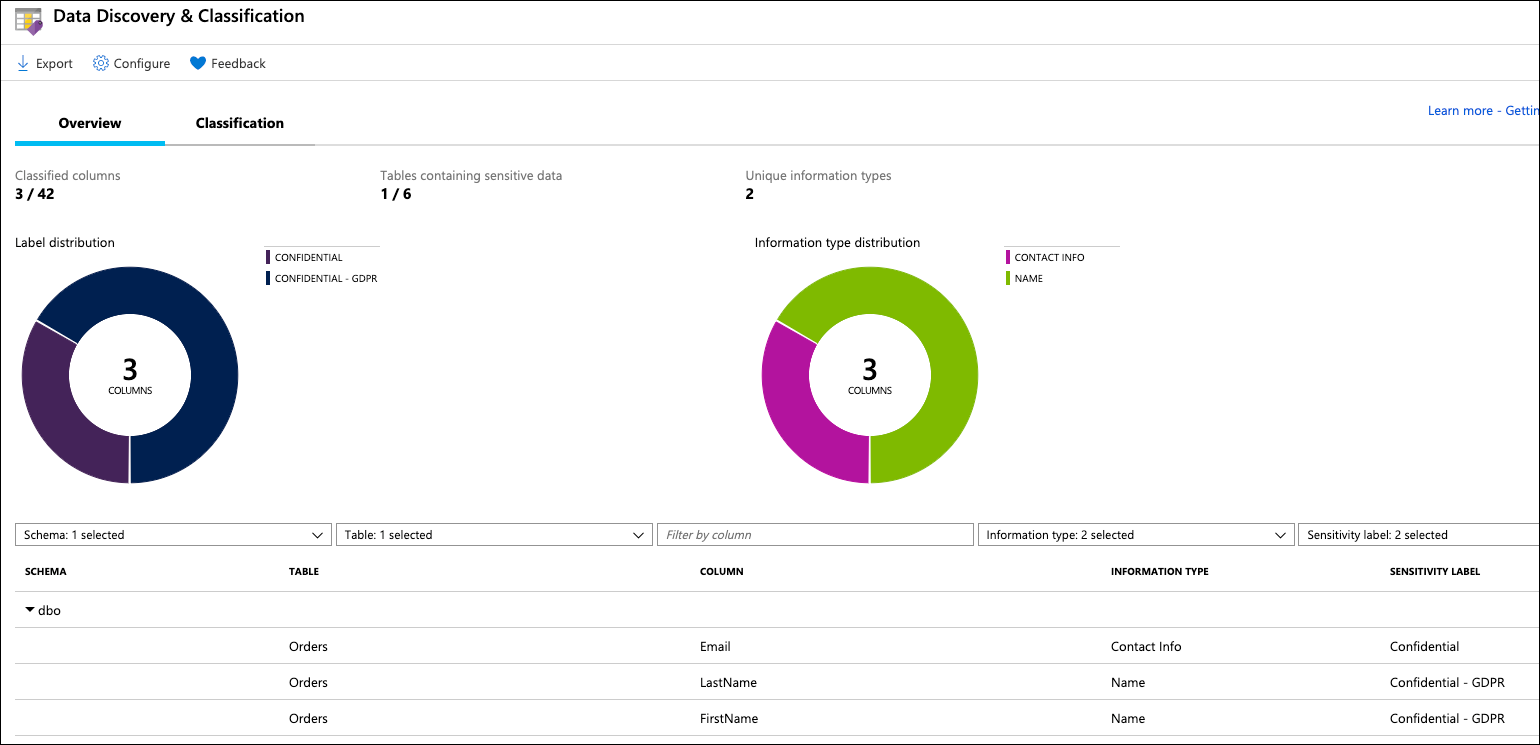 Data Discovery & Classification
Export Configure Feedback
Learn more - Gettin
Overview Classification
Classified columns Tables containing sensitive data Unique information types
3 / 42 1 / 6 2
Label distribution Information type distribution
CONFIDENTIAL CONTACT INFO
CONFIDENTIAL - GDPR NAME
3 3
COLUMNS COLUMNS
Schema: 1 selected Table: 1 selected Filter by column Information type: 2 selected Sensitivity label: 2 selected
SCHEMA TABLE COLUMN INFORMATION TYPE SENSITIVITY LABEL
dbo
Orders Email Contact Info Confidential
Orders LastName Name Confidential - GDPR
Orders FirstName Name Confidential - GDPR